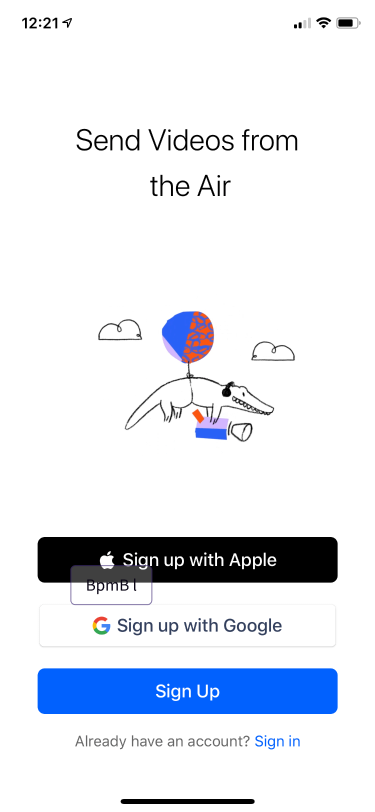 12:21
Send Videos from
the Air
Sign up with Apple
BpmB l
Sign up with Google
Sign Up
Already have an account? Sign in